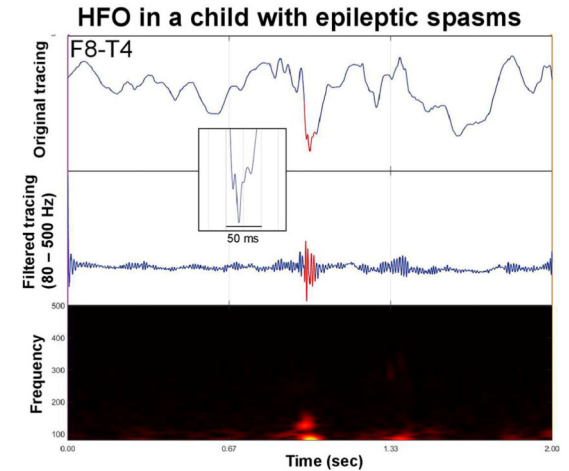 HFO in a child with epileptic spasms
F8-T4
Original tracing
50 ms
Filtered tracing
(80 – 500 Hz)
500
400
300
200
100
Frequency
0.00
0.67
1.33
2.00
Time (sec)